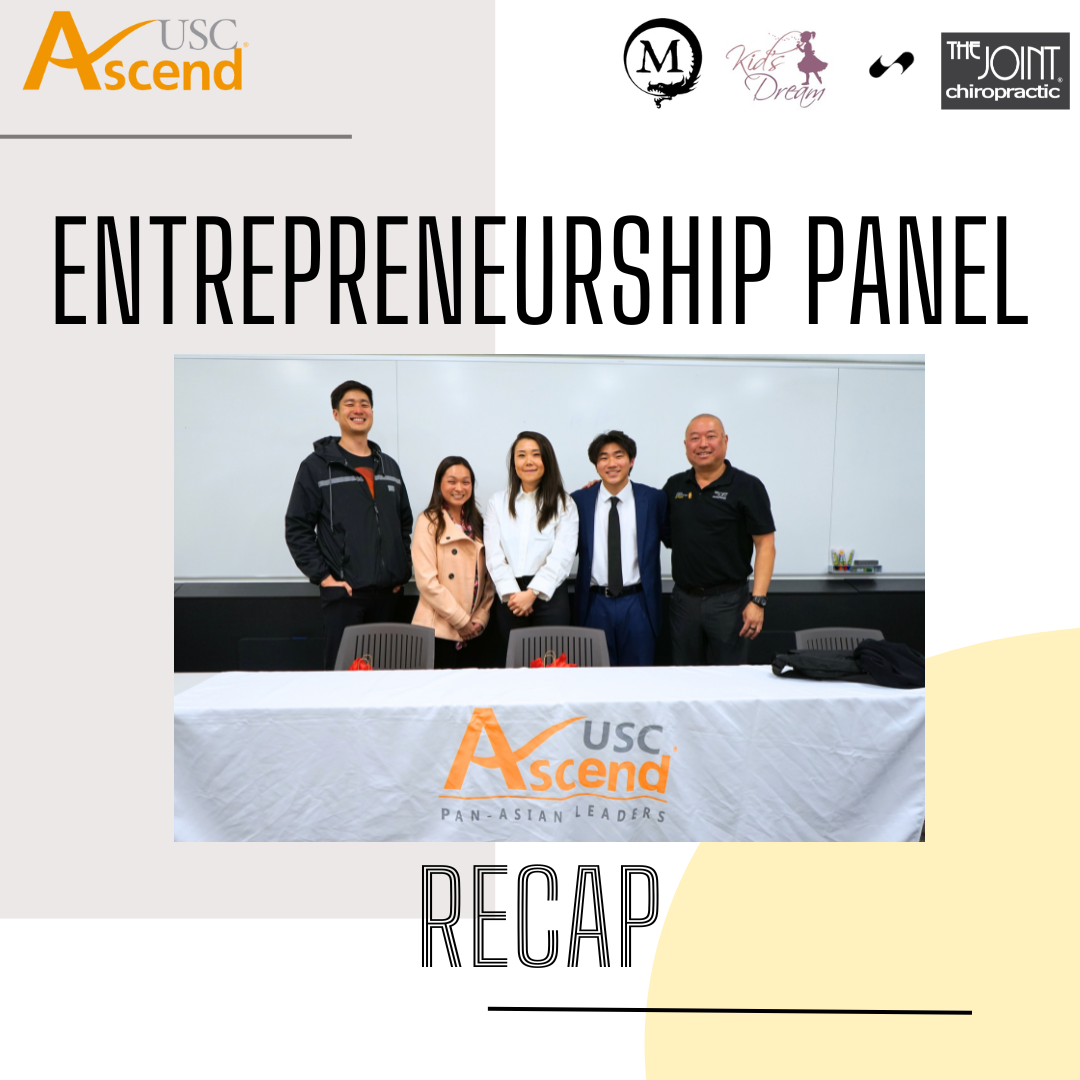 USC
Ascend
M
Kid's
Dream
THE
JOINT
chiropractic
ENTREPRENEURSHIP PANEL
USC
Ascend
PAN-ASIAN LEADERS
RECAP